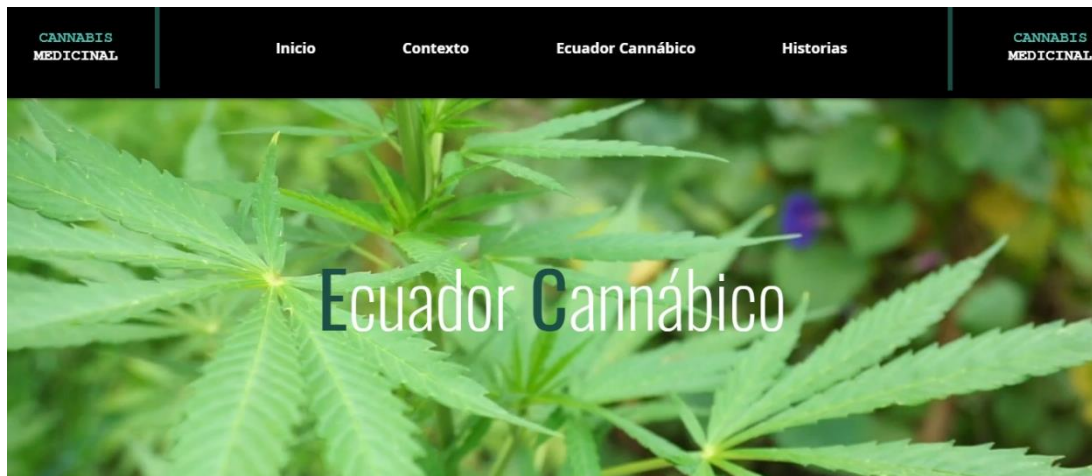 CANNABIS
MEDICINAL
Inicio Contexto Ecuador Cannábico Historias
CANNABIS
MEDICINAL
Ecuador Cannábico